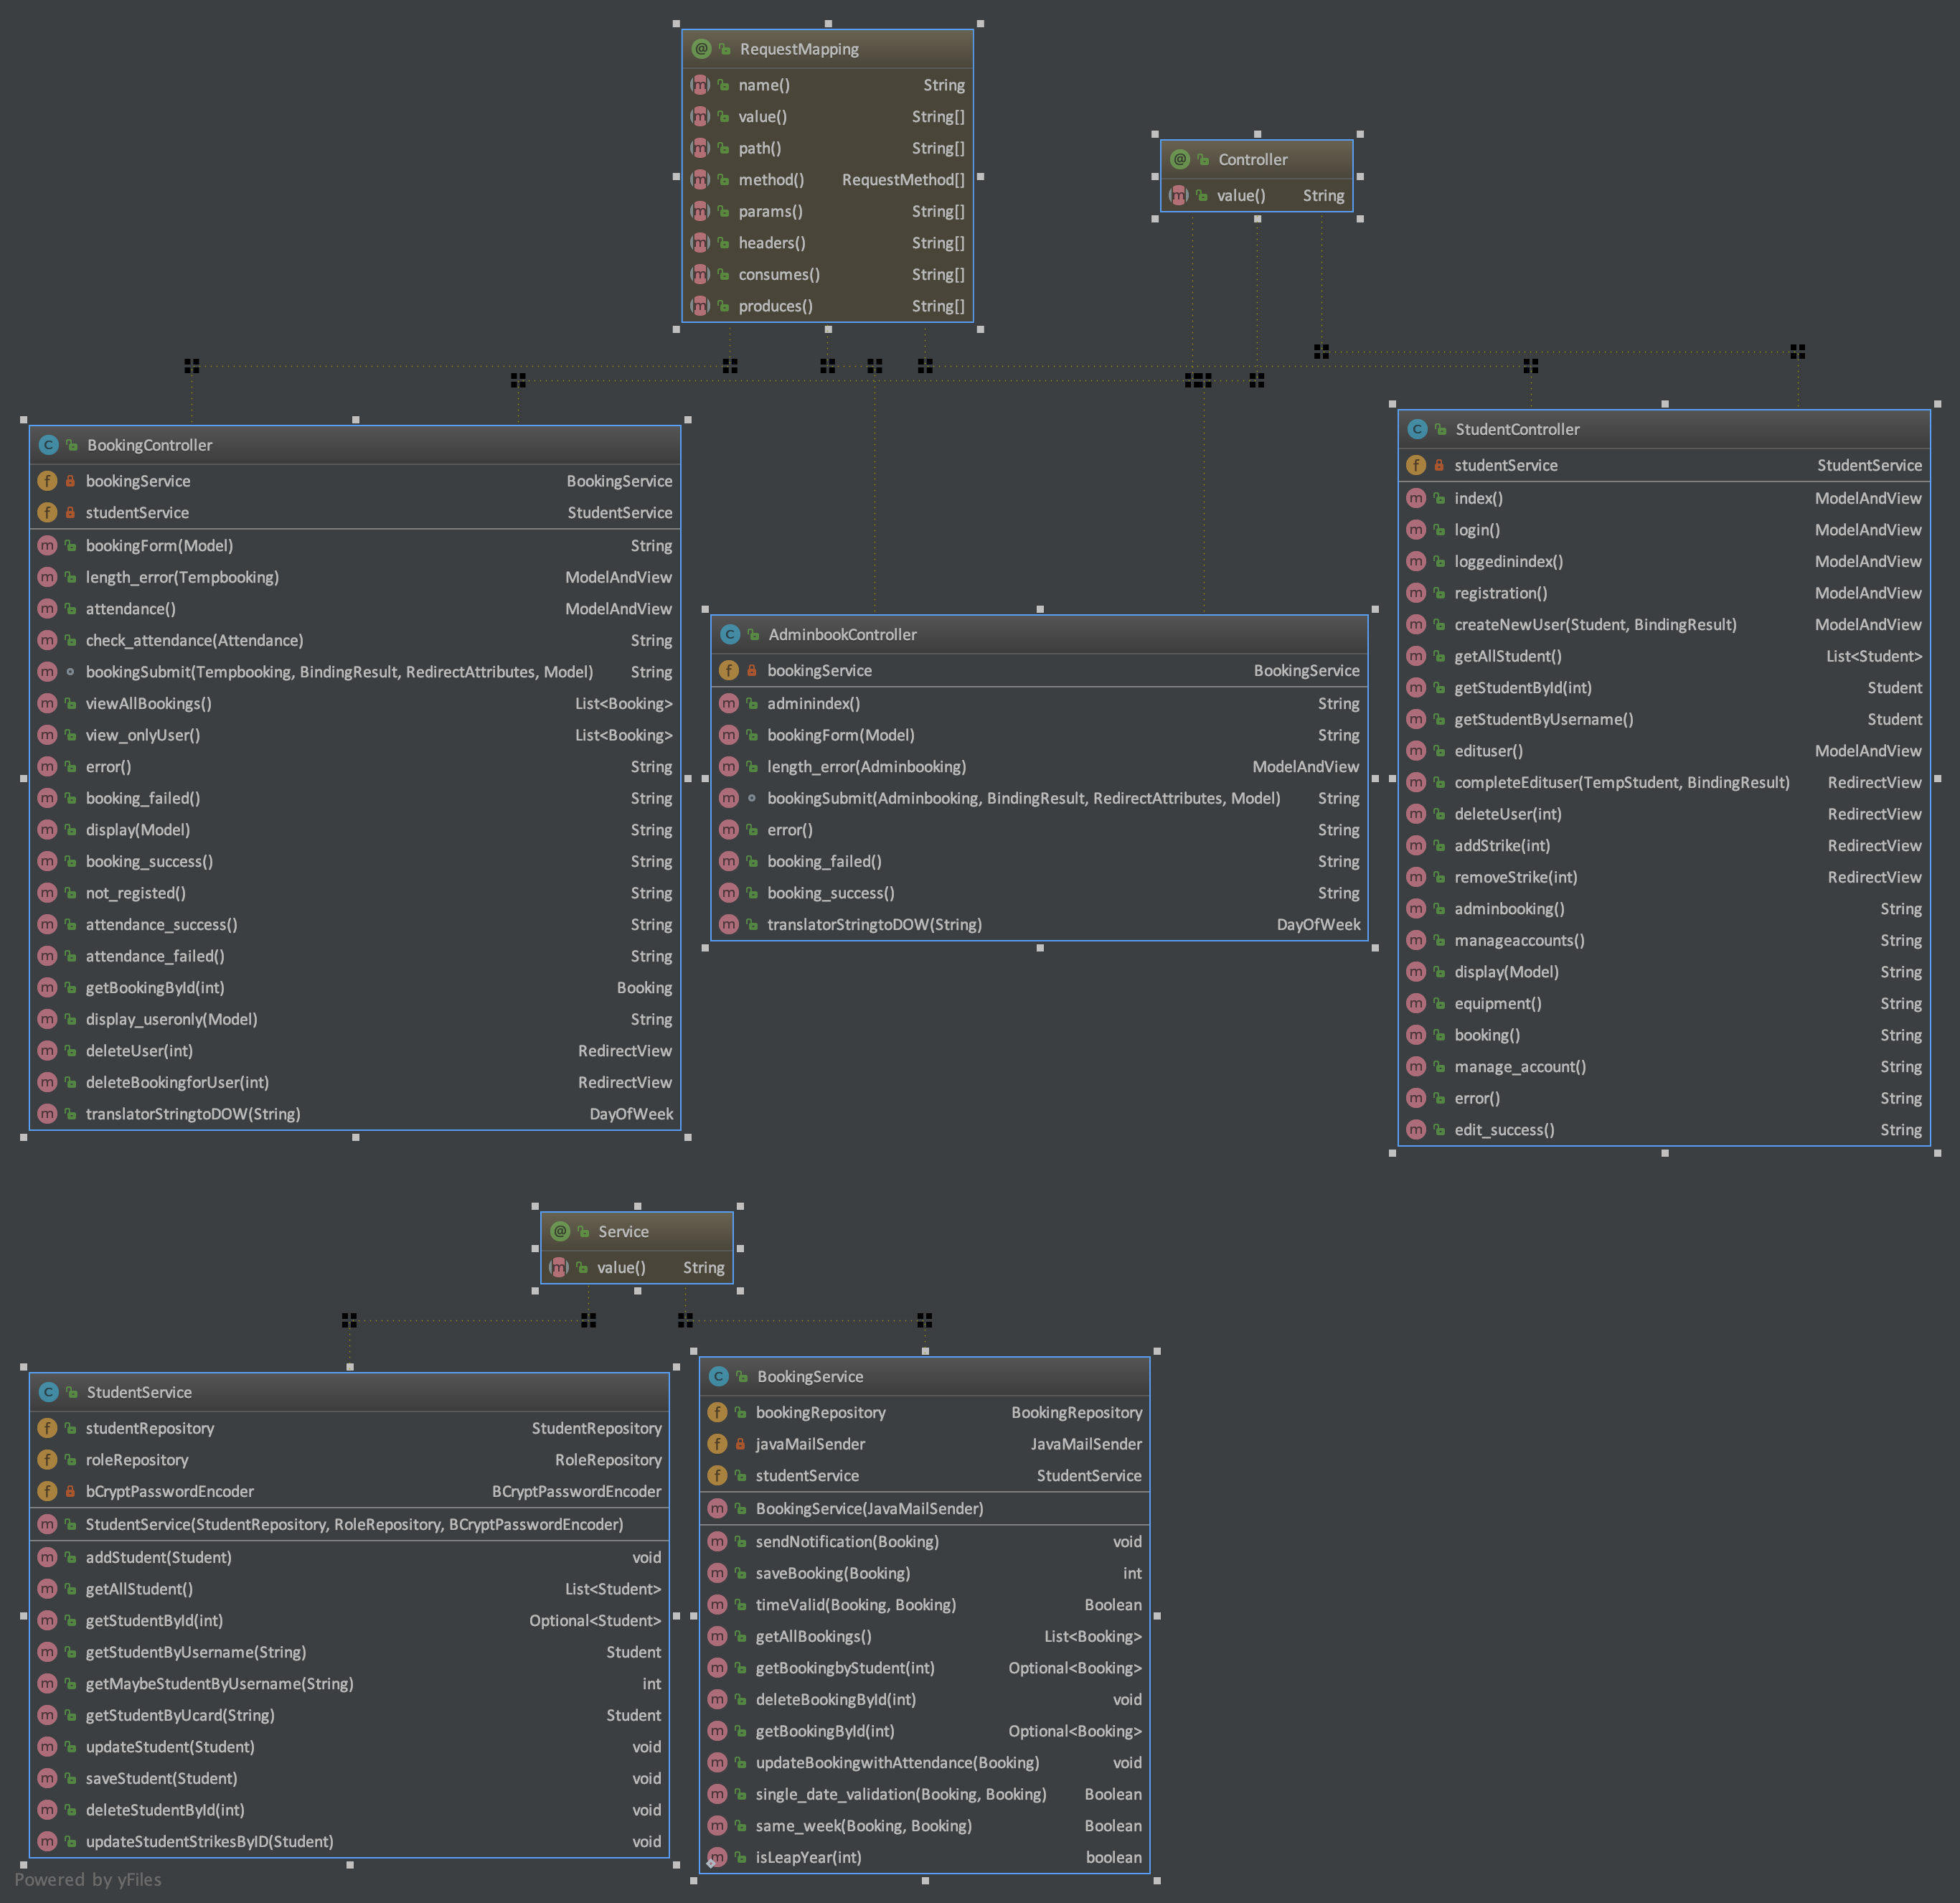 RequestMapping
name() String
value() String[]
path() String[]
method() RequestMethod[]
params() String[]
headers() String[]
consumes() String[]
produces() String[]
Controller
value() String
BookingController
bookingService BookingService
studentService StudentService
bookingForm(Model) String
length_error(Tempbooking) ModelAndView
attendance() ModelAndView
check_attendance(Attendance) String
bookingSubmit(Tempbooking, BindingResult, RedirectAttributes, Model) String
viewAllBookings() List<Booking>
view_onlyUser() List<Booking>
error() String
booking_failed() String
display(Model) String
booking_success() String
not_registed() String
attendance_success() String
attendance_failed() String
getBookingById(int) Booking
display_useronly(Model) String
deleteUser(int) RedirectView
deleteBookingforUser(int) RedirectView
translatorStringtoDOW(String) DayOfWeek
AdminbookController
bookingService BookingService
adminindex() String
bookingForm(Model) String
length_error(Adminbooking) ModelAndView
bookingSubmit(Adminbooking, BindingResult, RedirectAttributes, Model) String
error() String
booking_failed() String
booking_success() String
translatorStringtoDOW(String) DayOfWeek
StudentController
studentService StudentService
index() ModelAndView
login() ModelAndView
loggedinindex() ModelAndView
registration() ModelAndView
createNewUser(Student, BindingResult) ModelAndView
getAllStudent() List<Student>
getStudentById(int) Student
getStudentByUsername() Student
edituser() ModelAndView
completeEdituser(TempStudent, BindingResult) RedirectView
deleteUser(int) RedirectView
addStrike(int) RedirectView
removeStrike(int) RedirectView
adminbooking() String
manageaccounts() String
display(Model) String
equipment() String
booking() String
manage_account() String
error() String
edit_success() String
Service
value() String
StudentService
studentRepository StudentRepository
roleRepository RoleRepository
bCryptPasswordEncoder BCryptPasswordEncoder
StudentService(StudentRepository, RoleRepository, BCryptPasswordEncoder)
addStudent(Student) void
getAllStudent() List<Student>
getStudentById(int) Optional<Student>
getStudentByUsername(String) Student
getMaybeStudentByUsername(String) int
getStudentByUcard(String) Student
updateStudent(Student) void
saveStudent(Student) void
deleteStudentById(int) void
updateStudentStrikesByID(Student) void
BookingService
bookingRepository BookingRepository
javaMailSender JavaMailSender
studentService StudentService
BookingService(JavaMailSender)
sendNotification(Booking) void
saveBooking(Booking) int
timeValid(Booking, Booking) Boolean
getAllBookings() List<Booking>
getBookingbyStudent(int) Optional<Booking>
deleteBookingById(int) void
getBookingById(int) Optional<Booking>
updateBookingwithAttendance(Booking) void
single_date_validation(Booking, Booking) Boolean
same_week(Booking, Booking) Boolean
isLeapYear(int) boolean
Powered by yFiles